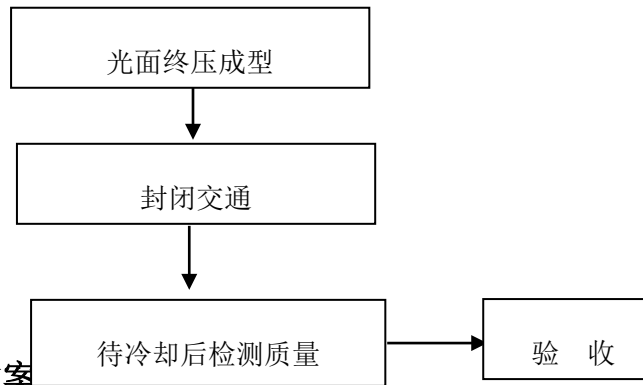 光面终压成型
封闭交通
待冷却后检测质量
验 收
案